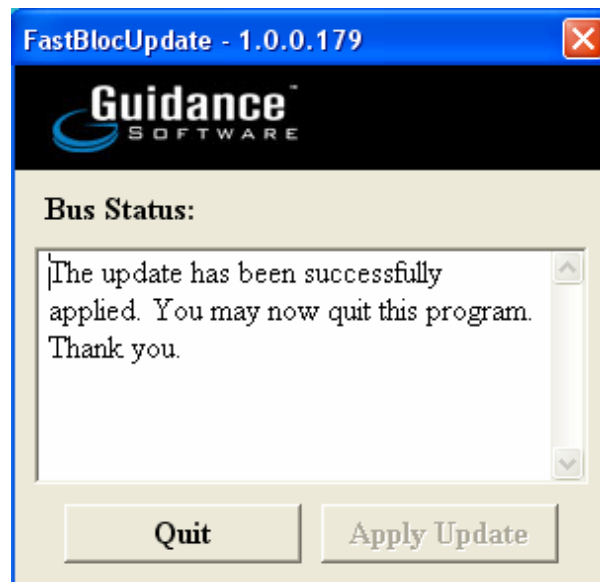 FastBlocUpdate - 1.0.0.179
Guidance™
SOFTWARE
Bus Status:
The update has been successfully
applied. You may now quit this program.
Thank you.
Quit
Apply Update